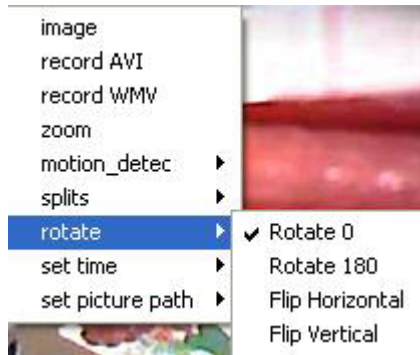 image
record AVI
record WMV
zoom
motion_detec
splits
rotate
set time
set picture path
Rotate 0
Rotate 180
Flip Horizontal
Flip Vertical